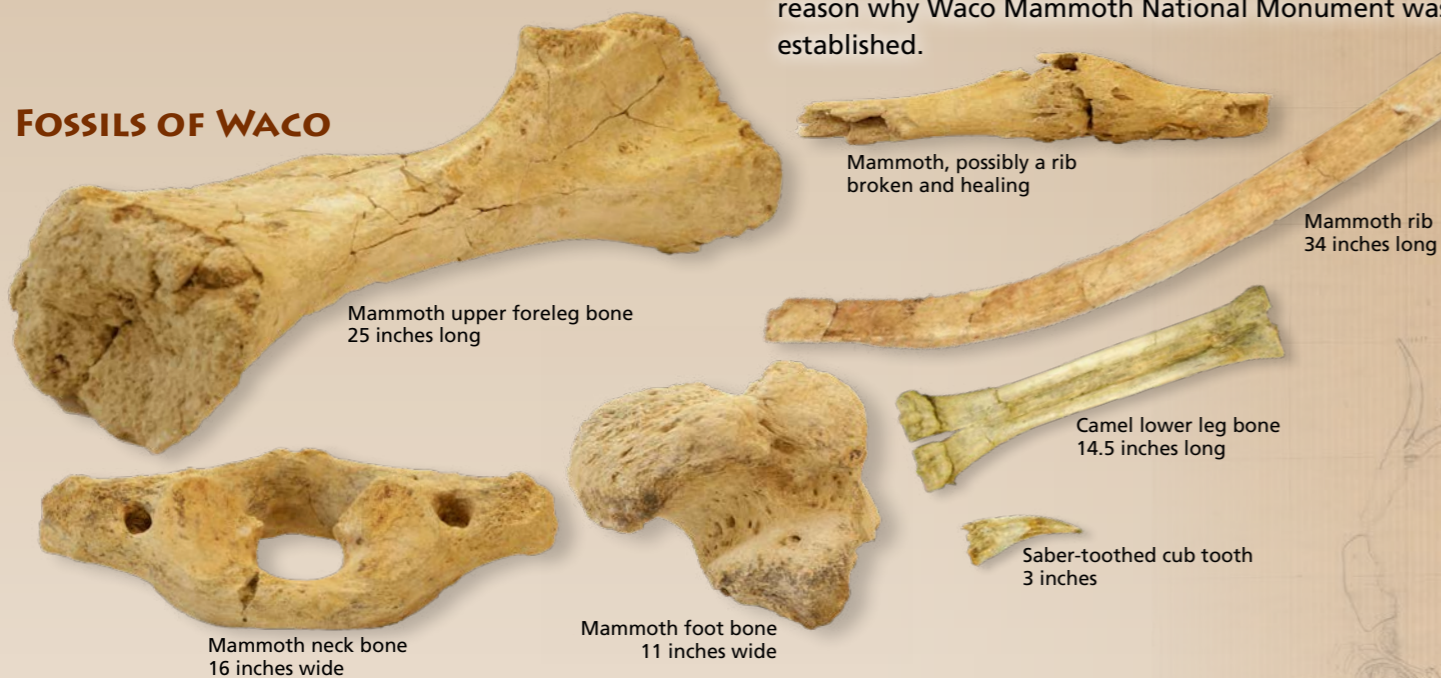 reason why Waco Mammoth National Monument was
established.
FOSSILS OF WACO
Mammoth, possibly a rib
broken and healing
Mammoth rib
34 inches long
Mammoth upper foreleg bone
25 inches long
Camel lower leg bone
14.5 inches long
Saber-toothed cub tooth
3 inches
Mammoth foot bone
11 inches wide
Mammoth neck bone
16 inches wide